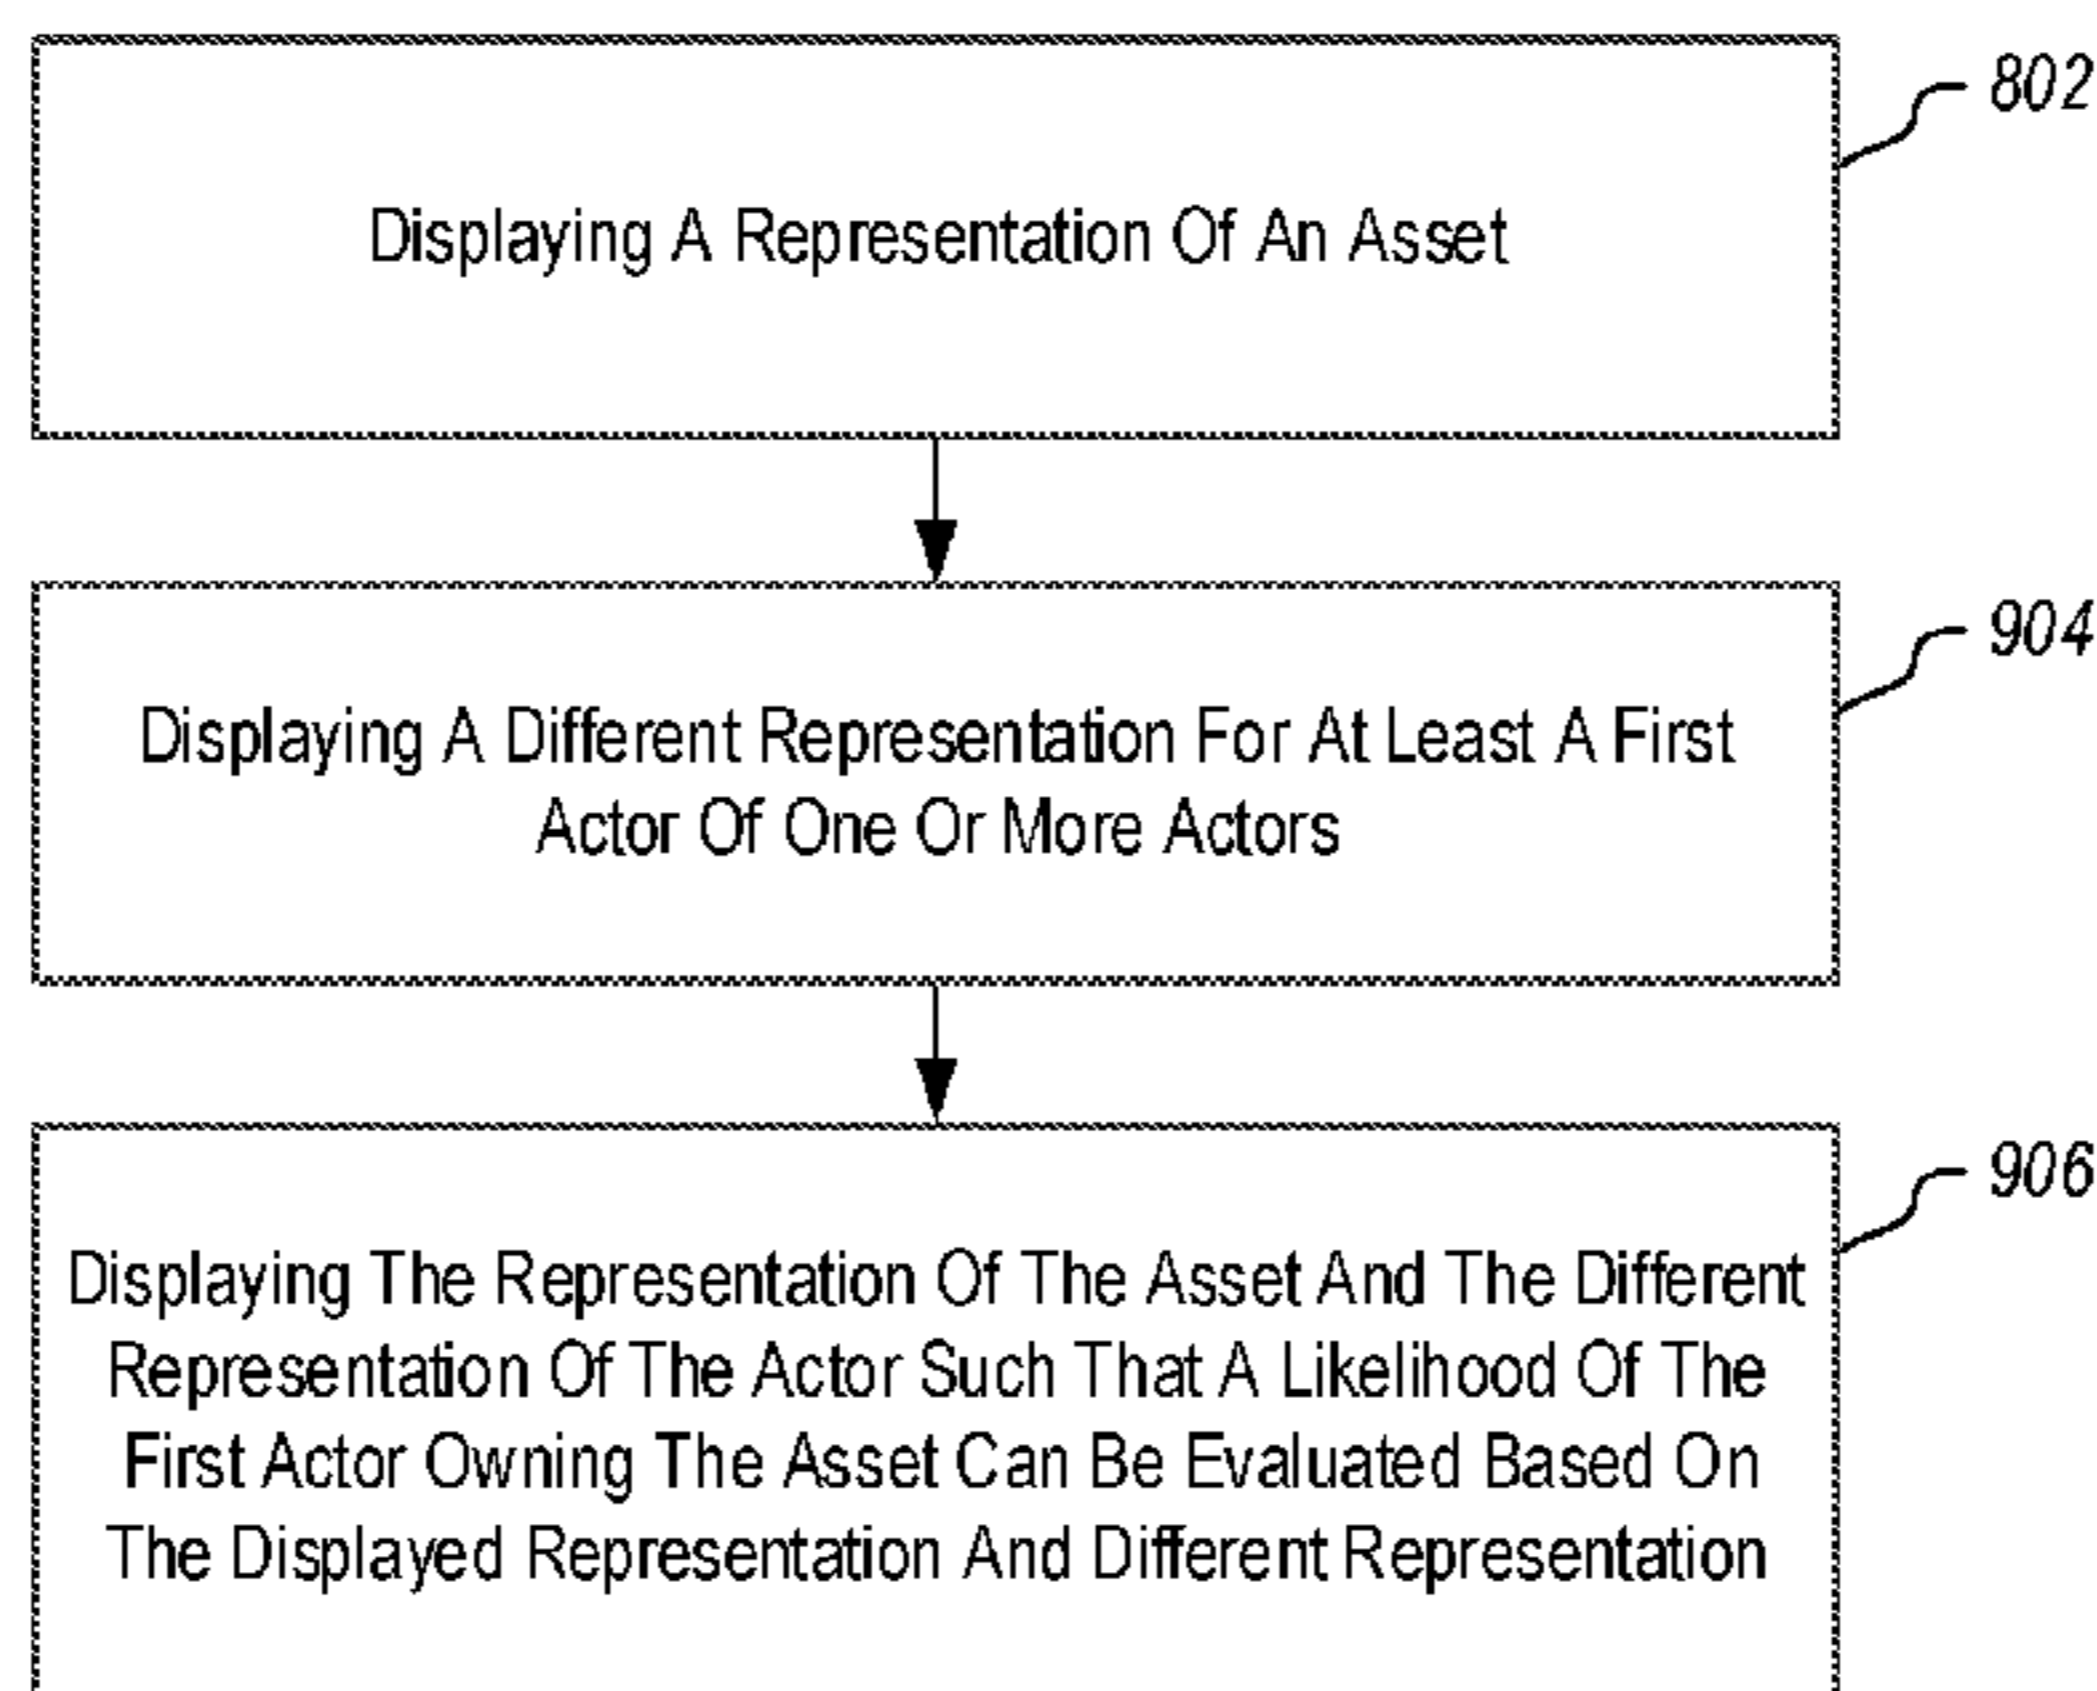 802
Displaying A Representation Of An Asset
904
Displaying A Different Representation For At Least A First
Actor Of One Or More Actors
906
Displaying The Representation Of The Asset And The Different
Representation Of The Actor Such That A Likelihood Of The
First Actor Owning The Asset Can Be Evaluated Based On
The Displayed Representation And Different Representation